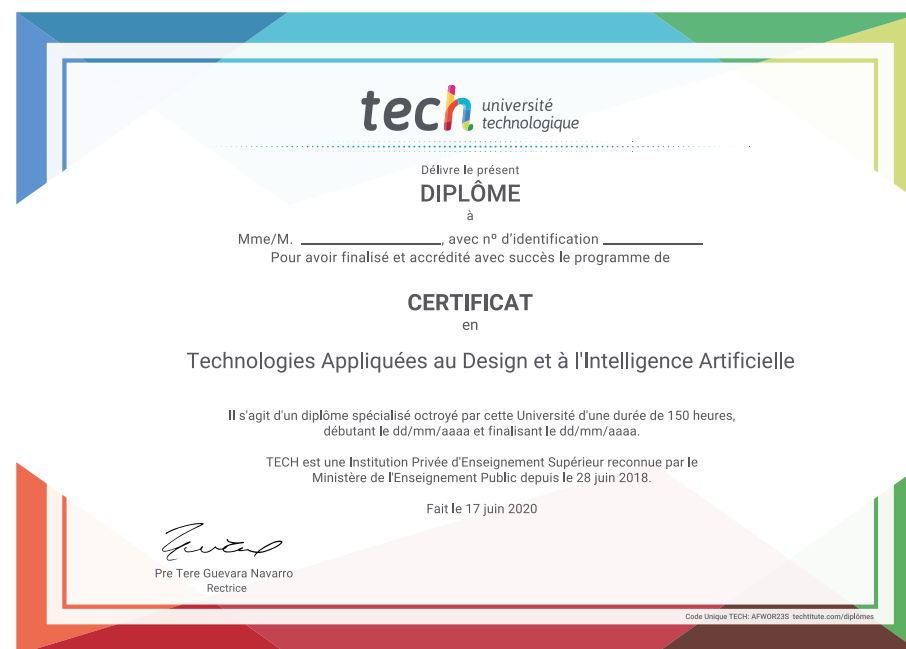 tech université
technologique
Délivre le présent
DIPLÔME
à
Mme/M. ____________________, avec nº d'identification ______________
Pour avoir finalisé et accrédité avec succès le programme de
CERTIFICAT
en
Technologies Appliquées au Design et à l'Intelligence Artificielle
Il s'agit d'un diplôme spécialisé octroyé par cette Université d'une durée de 150 heures,
débutant le dd/mm/aaaa et finalisant le dd/mm/aaaa.
TECH est une Institution Privée d'Enseignement Supérieur reconnue par le
Ministère de l'Enseignement Public depuis le 28 juin 2018.
Fait le 17 juin 2020
Pre Tere Guevara Navarro
Rectrice
Code Unique TECH: AFWOR23S techtitute.com/diplômes